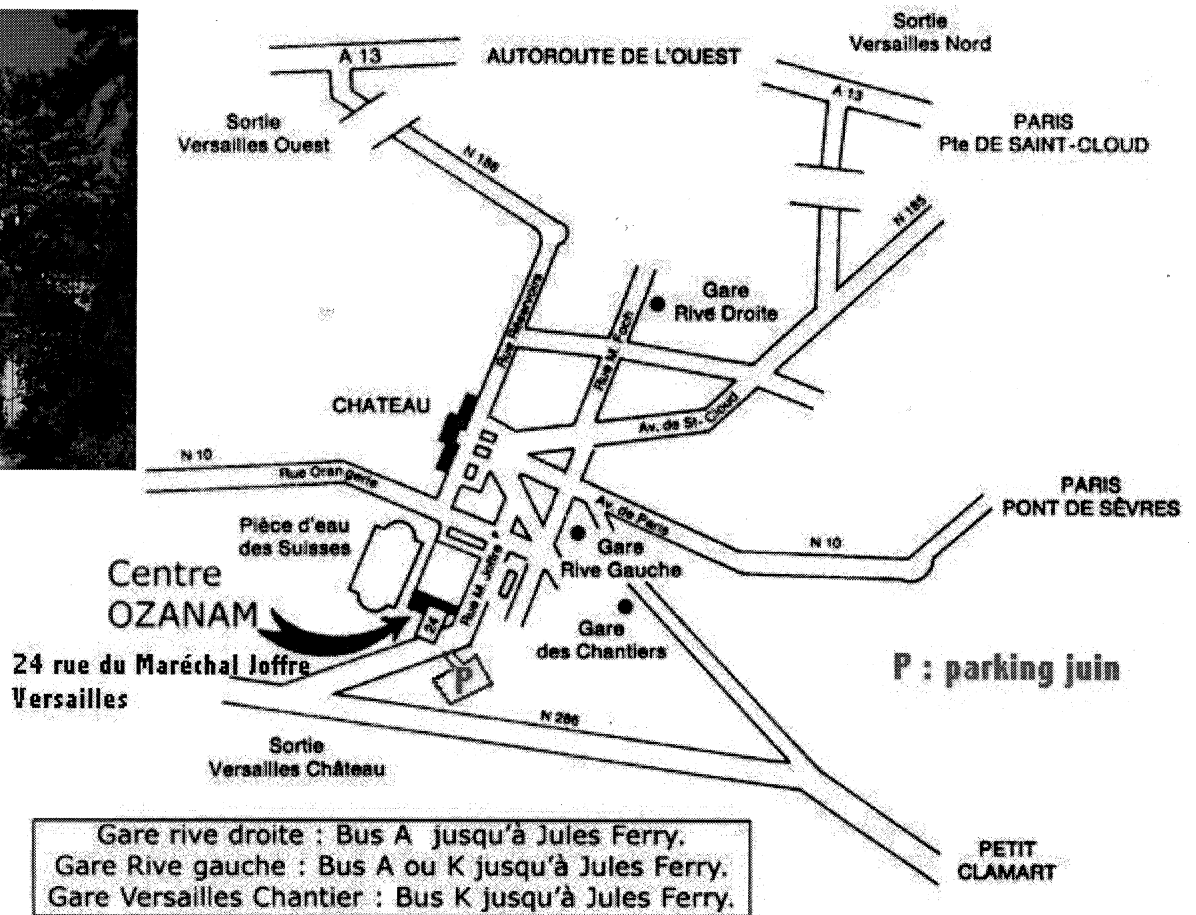 Sortie
Versailles Nord
A 13
AUTOROUTE DE L'OUEST
A 13
Sortie
Versailles Ouest
PARIS
Pte DE SAINT-CLOUD
N 186
N 185
Gare
Rive Droite
Rue Réservoirs
Rue M. Foch
CHATEAU
Av. de St-Cloud
N 10
Rue Orangerie
PARIS
PONT DE SÈVRES
Av. de Paris
N 10
Pièce d'eau
des Suisses
Gare
Rive Gauche
Rue M. Joffre
Centre
OZANAM
24
Gare
des Chantiers
24 rue du Maréchal Joffre
Versailles
P
P : parking juin
N 286
Sortie
Versailles Château
PETIT
CLAMART
Gare rive droite : Bus A jusqu'à Jules Ferry.
Gare Rive gauche : Bus A ou K jusqu'à Jules Ferry.
Gare Versailles Chantier : Bus K jusqu'à Jules Ferry.